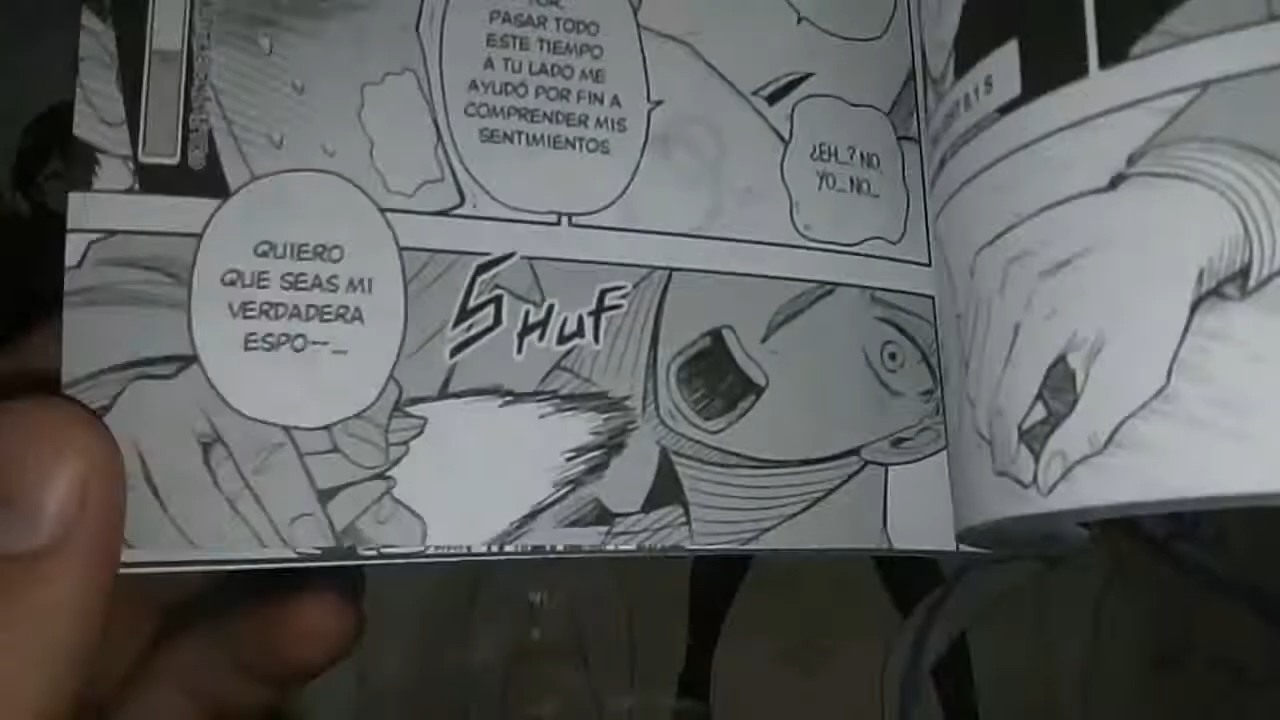 PASAR TODO
ESTE TIEMPO
A TU LADO ME
AYUDÓ POR FIN A
COMPRENDER MIS
SENTIMIENTOS.
¿EH...? NO,
YO... NO...
QUIERO
QUE SEAS MI
VERDADERA
ESPO--...
SHUF